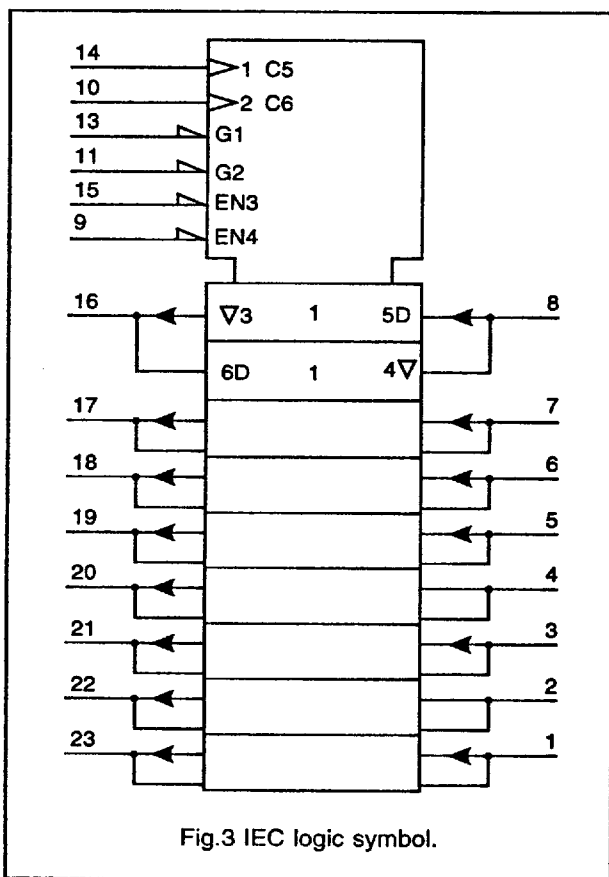 14 1 C5
10 2 C6
13 G1
11 G2
15 EN3
9 EN4
16 ▽3 1 5D 8
6D 1 4▽
17 7
18 6
19 5
20 4
21 3
22 2
23 1
Fig.3 IEC logic symbol.